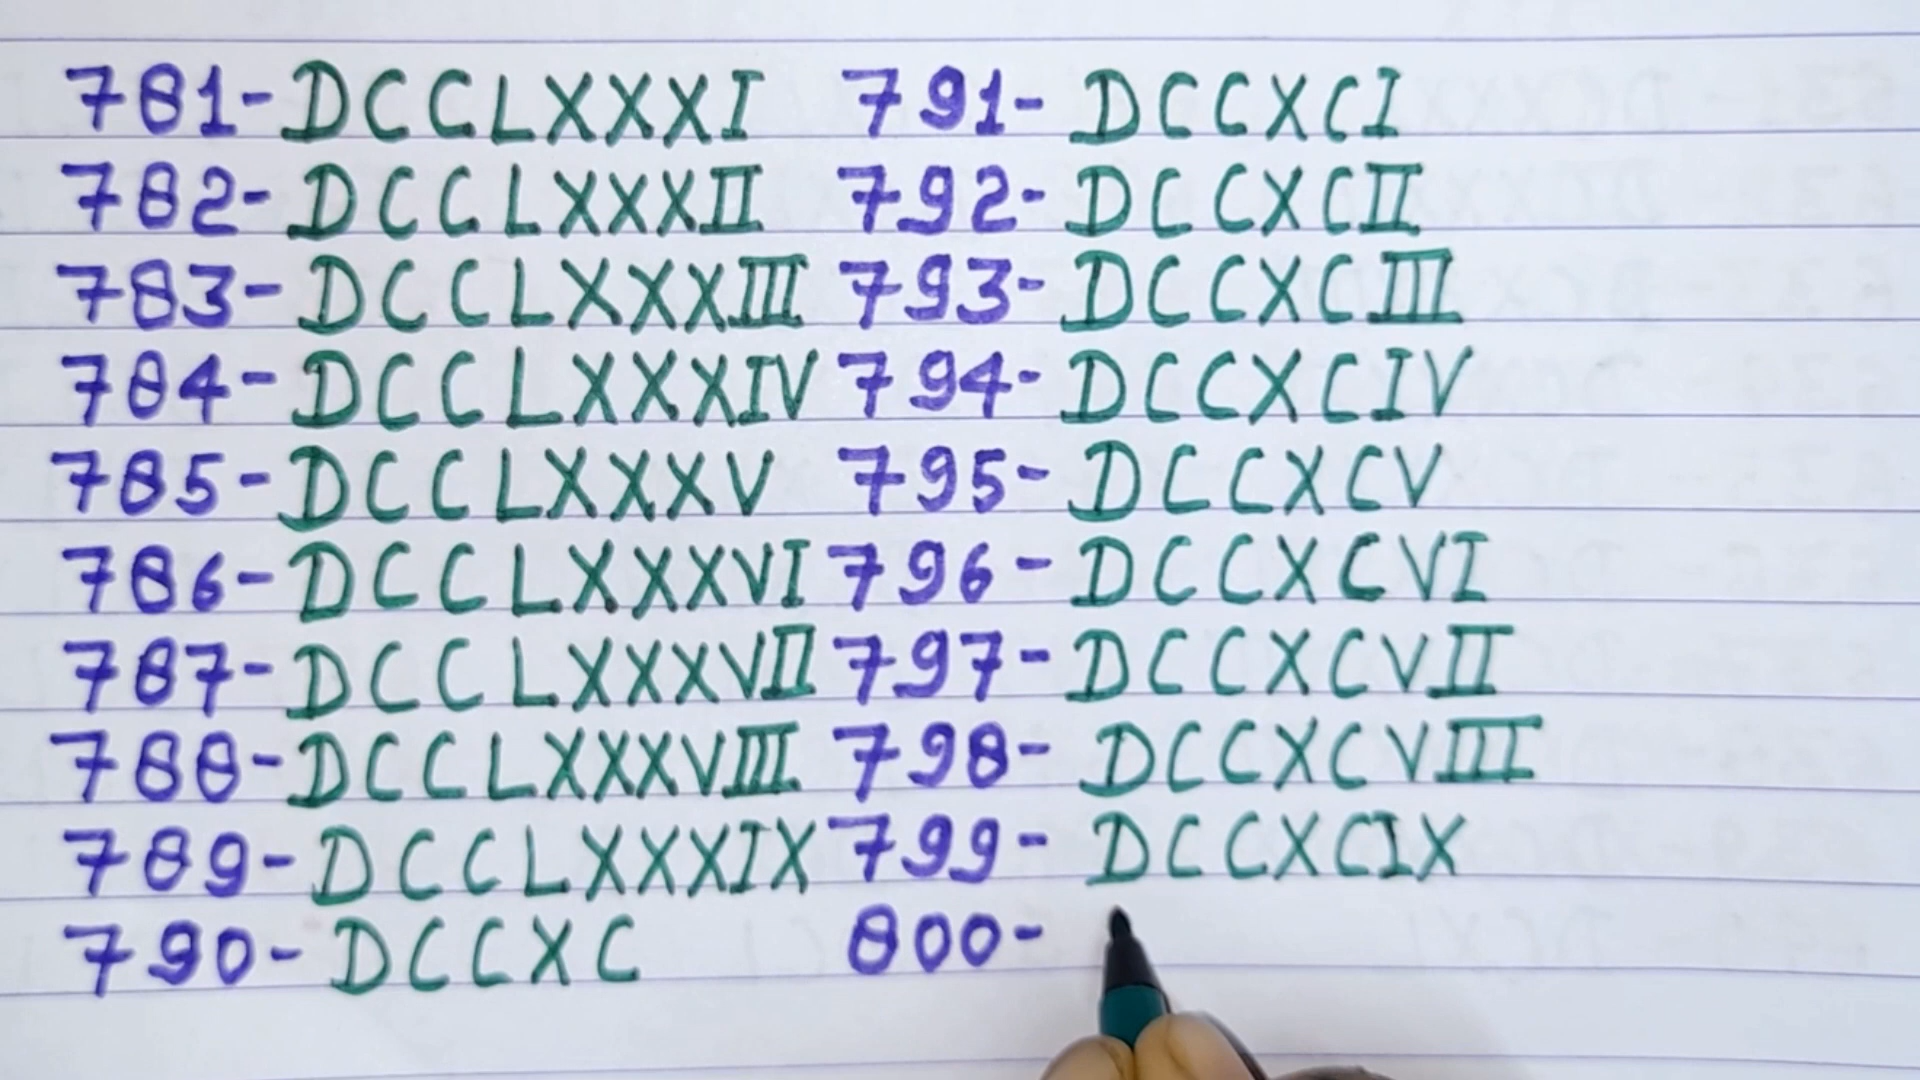 781- DCCLXXXI 791- DCCXCI
782- DCCLXXXII 792- DCCXCII
783- DCCLXXXIII 793- DCCXCIII
784- DCCLXXXIV 794- DCCXCIV
785- DCCLXXXV 795- DCCXCV
786- DCCLXXXVI 796- DCCXCVI
787- DCCLXXXVII 797- DCCXCVII
788- DCCLXXXVIII 798- DCCXCVIII
789- DCCLXXXIX 799- DCCXCIX
790- DCCXC 800-